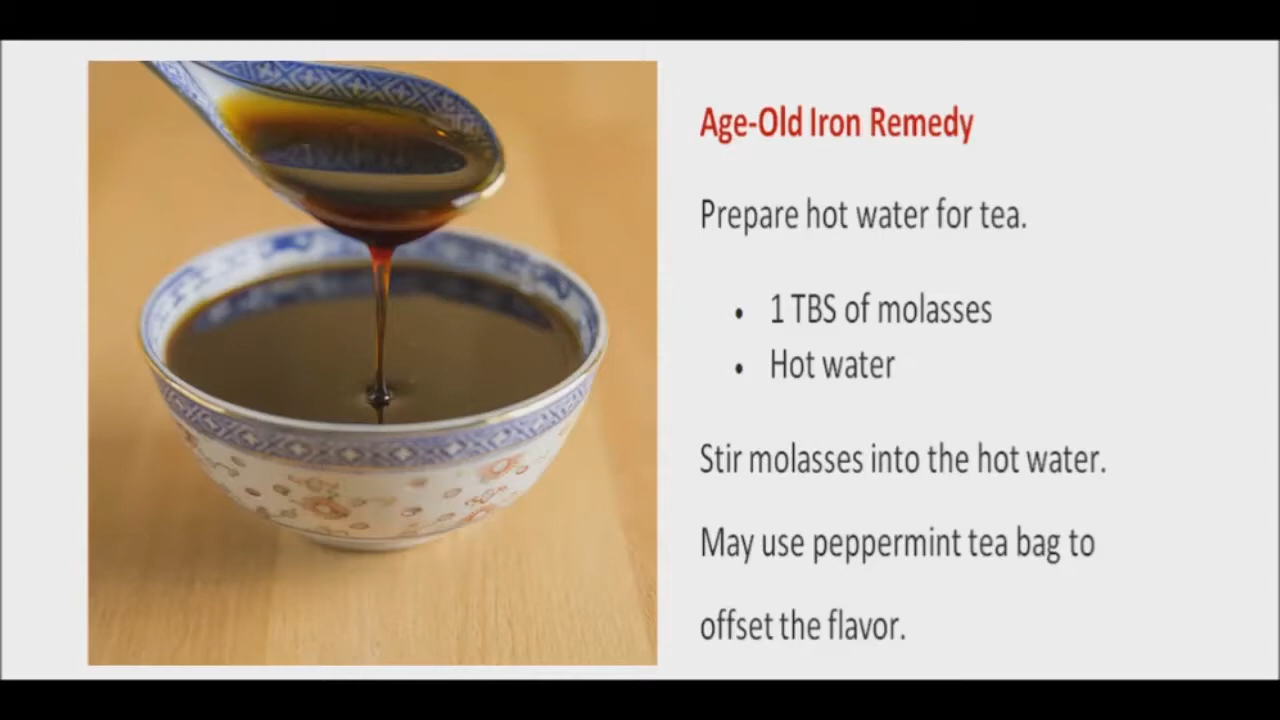 Age-Old Iron Remedy
Prepare hot water for tea.
• 1 TBS of molasses
• Hot water
Stir molasses into the hot water.
May use peppermint tea bag to
offset the flavor.